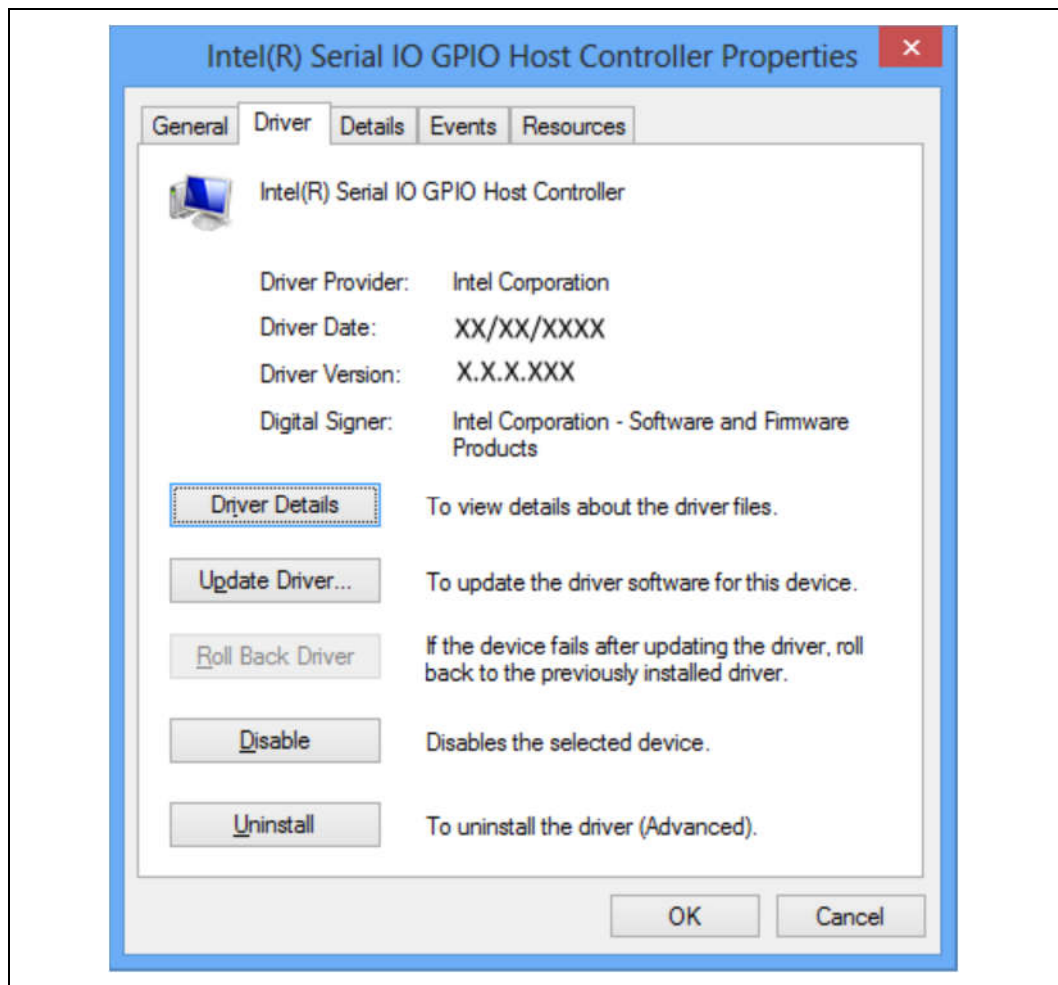 Intel(R) Serial IO GPIO Host Controller Properties
General Driver Details Events Resources
Intel(R) Serial IO GPIO Host Controller
Driver Provider: Intel Corporation
Driver Date: XX/XX/XXXX
Driver Version: X.X.X.XXX
Digital Signer: Intel Corporation - Software and Firmware
Products
Driver Details To view details about the driver files.
Update Driver... To update the driver software for this device.
Roll Back Driver If the device fails after updating the driver, roll
back to the previously installed driver.
Disable Disables the selected device.
Uninstall To uninstall the driver (Advanced).
OK Cancel